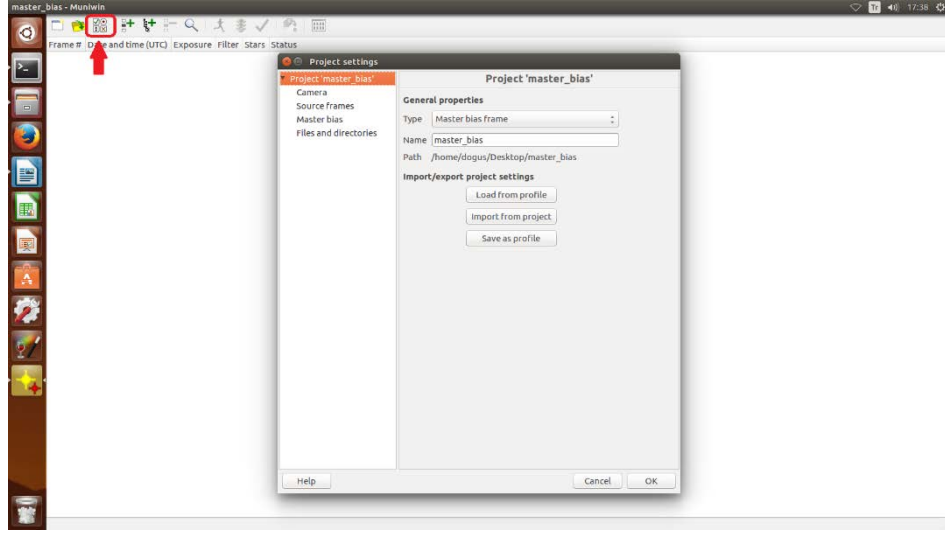 master_bias - Muniwin
Tr 17:38
Frame # Date and time (UTC) Exposure Filter Stars Status
Project settings
Project 'master_bias'
Camera
Source frames
Master bias
Files and directories
Project 'master_bias'
General properties
Type Master bias frame
Name master_bias
Path /home/dogus/Desktop/master_bias
Import/export project settings
Load from profile
Import from project
Save as profile
Help Cancel OK